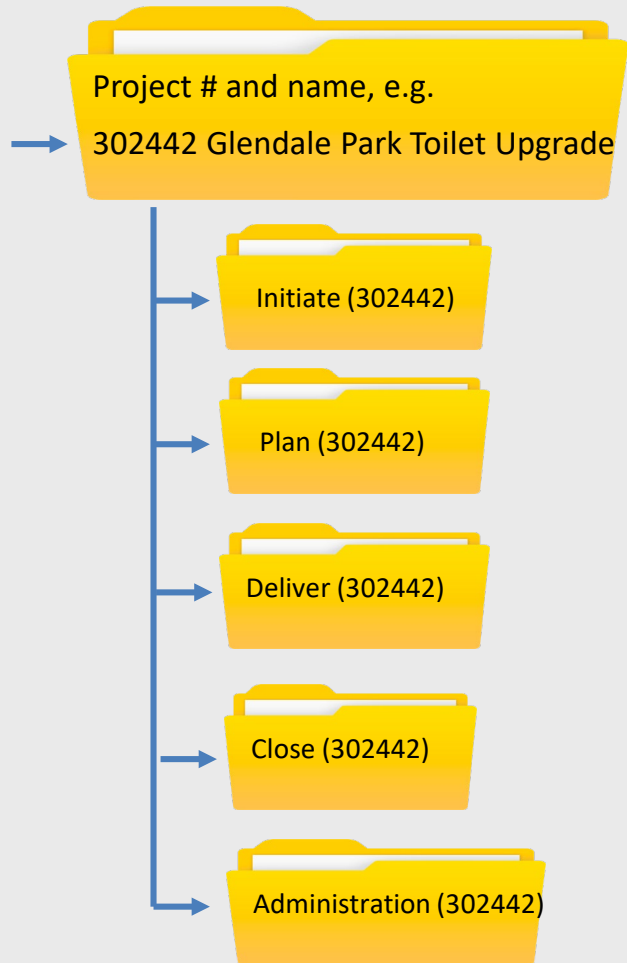 Project # and name, e.g.
302442 Glendale Park Toilet Upgrade
Initiate (302442)
Plan (302442)
Deliver (302442)
Close (302442)
Administration (302442)